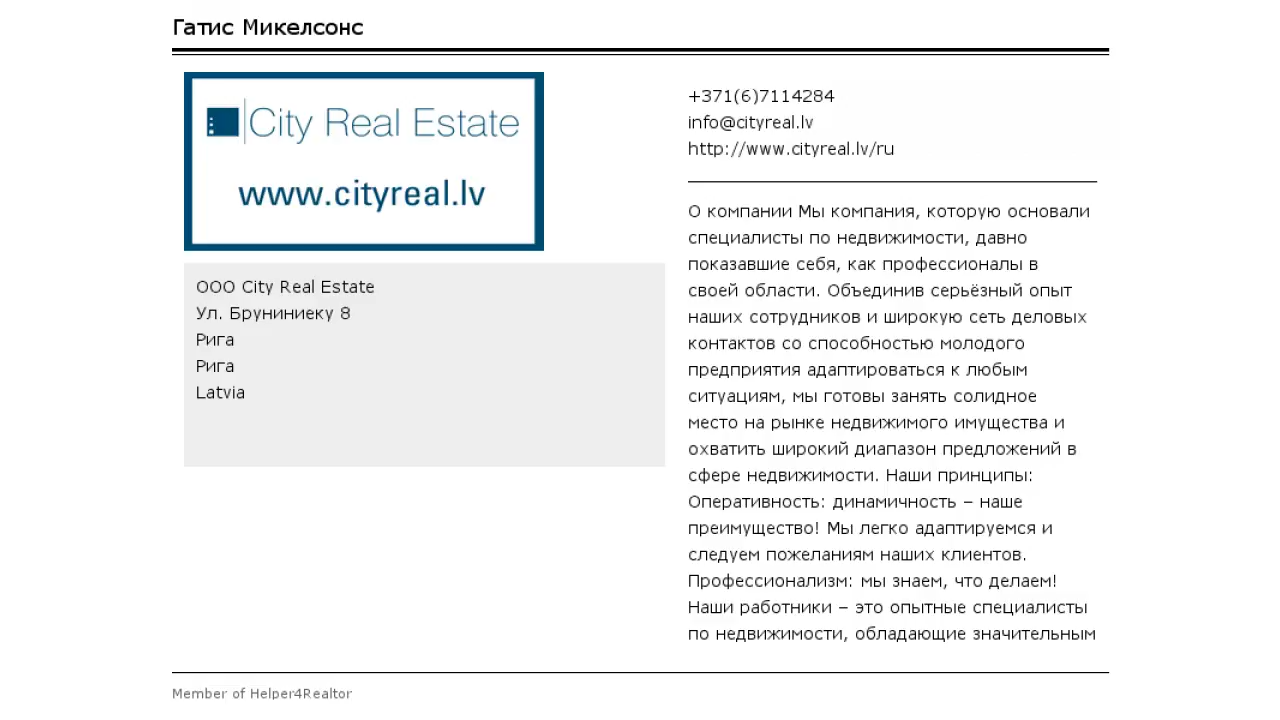 Гатис Микелсонс
City Real Estate
www.cityreal.lv
ООО City Real Estate
Ул. Бруниниеку 8
Рига
Рига
Latvia
+371(6)7114284
info@cityreal.lv
http://www.cityreal.lv/ru
О компании Мы компания, которую основали
специалисты по недвижимости, давно
показавшие себя, как профессионалы в
своей области. Объединив серьёзный опыт
наших сотрудников и широкую сеть деловых
контактов со способностью молодого
предприятия адаптироваться к любым
ситуациям, мы готовы занять солидное
место на рынке недвижимого имущества и
охватить широкий диапазон предложений в
сфере недвижимости. Наши принципы:
Оперативность: динамичность – наше
преимущество! Мы легко адаптируемся и
следуем пожеланиям наших клиентов.
Профессионализм: мы знаем, что делаем!
Наши работники – это опытные специалисты
по недвижимости, обладающие значительным
Member of Helper4Realtor